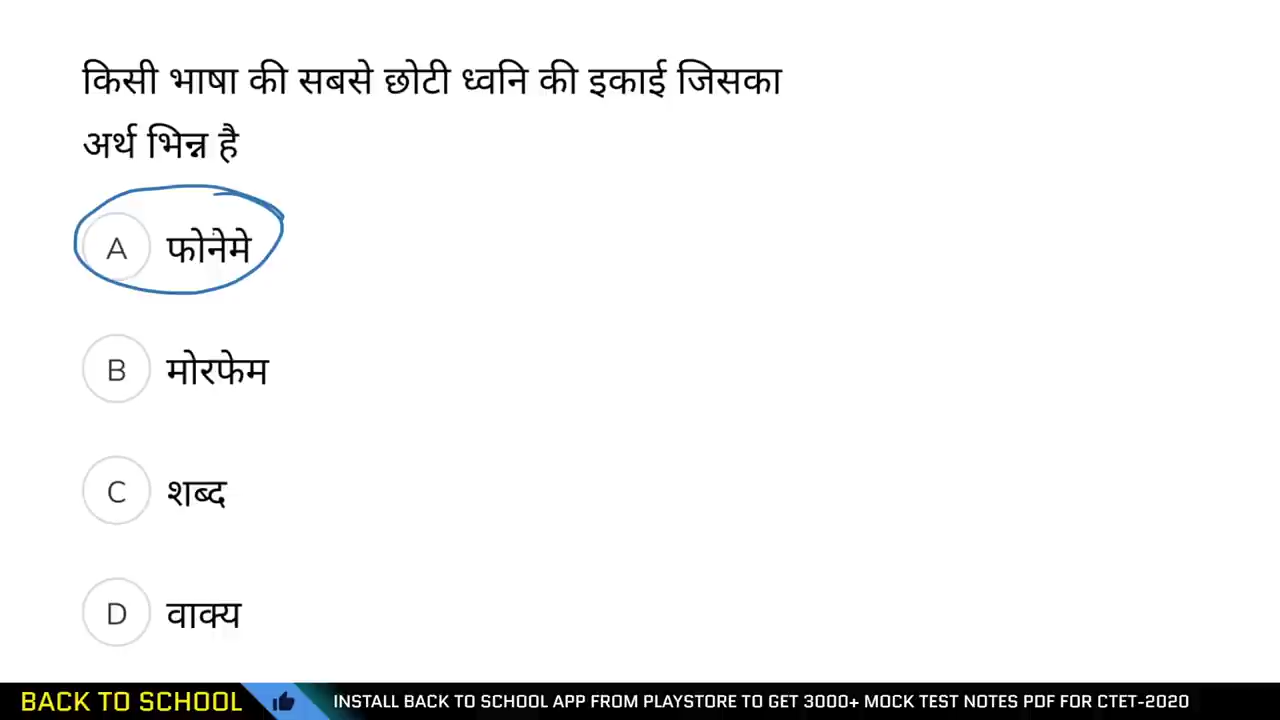 किसी भाषा की सबसे छोटी ध्वनि की इकाई जिसका
अर्थ भिन्न है
A फोनेमे
B मोरफेम
C शब्द
D वाक्य
BACK TO SCHOOL INSTALL BACK TO SCHOOL APP FROM PLAYSTORE TO GET 3000+ MOCK TEST NOTES PDF FOR CTET-2020